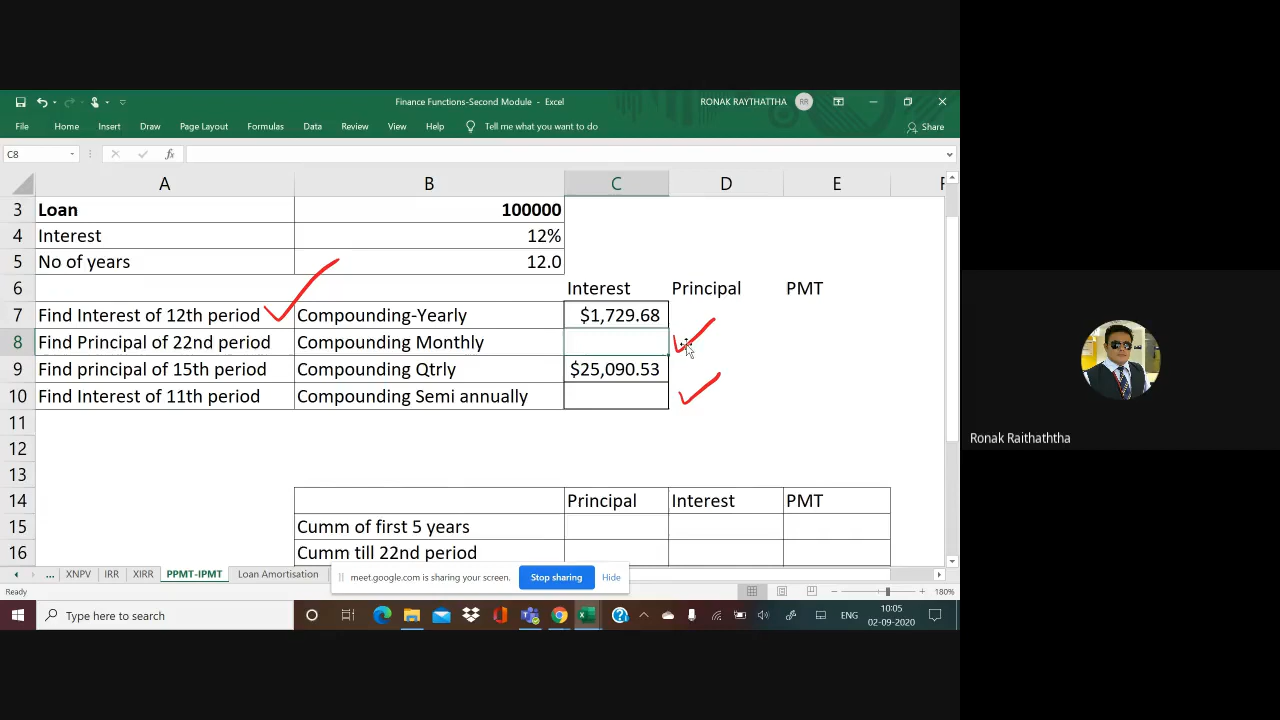 Finance Functions-Second Module - Excel
RONAK RAYTHATTHA RR
File Home Insert Draw Page Layout Formulas Data Review View Help Tell me what you want to do Share
C8 fx
A B C D E F
3 Loan 100000
4 Interest 12%
5 No of years 12.0
6 Interest Principal PMT
7 Find Interest of 12th period Compounding-Yearly $1,729.68
8 Find Principal of 22nd period Compounding Monthly
9 Find principal of 15th period Compounding Qtrly $25,090.53
10 Find Interest of 11th period Compounding Semi annually
11
12
13
14 Principal Interest PMT
15 Cumm of first 5 years
16 Cumm till 22nd period
... XNPV IRR XIRR PPMT-IPMT Loan Amortisation
meet.google.com is sharing your screen. Stop sharing Hide
Ready 180%
Type here to search
ENG 10:05
02-09-2020
Ronak Raithaththa